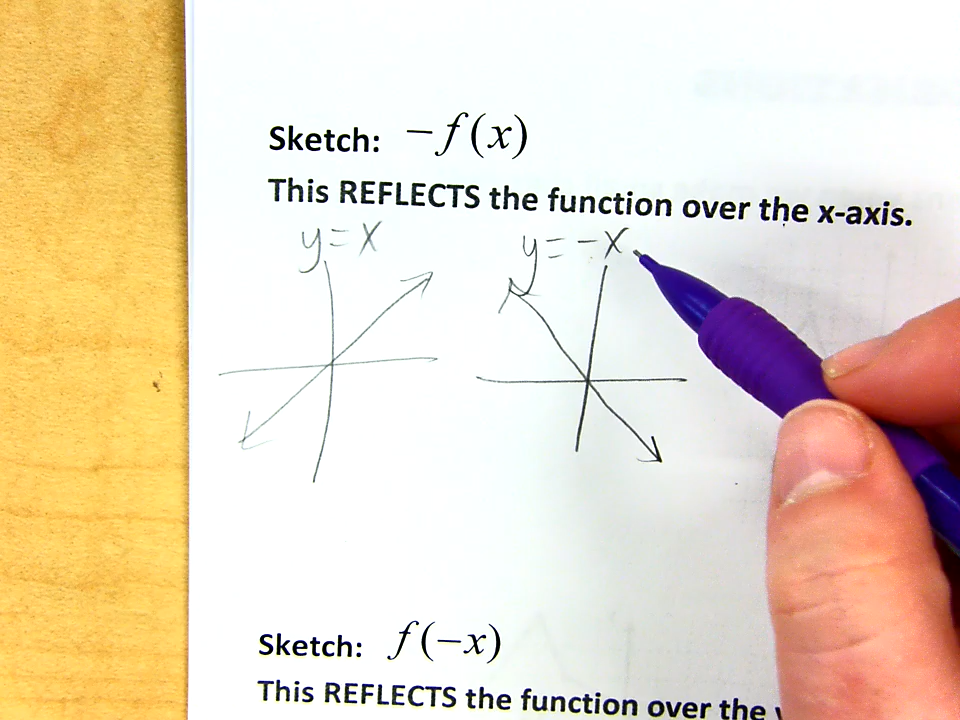 Sketch: −f(x)
This REFLECTS the function over the x-axis.
y = x y = -x
Sketch: f(−x)
This REFLECTS the function over the